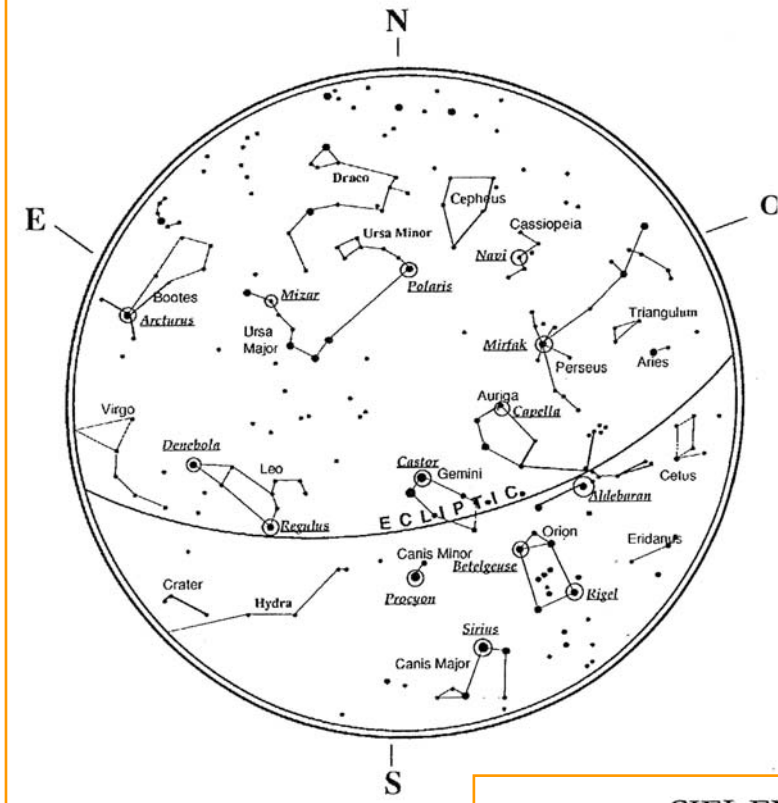 N
Draco
Cepheus
E
O
Cassiopeia
Ursa Minor
Navi
Polaris
Bootes
Mizar
Arcturus
Ursa
Major
Triangulum
Mirfak
Perseus
Aries
Auriga
Capella
Virgo
Denebola
Leo
Castor
Gemini
Cetus
Aldebaran
ECLIPTIC
Regulus
Orion
Eridanus
Canis Minor
Betelgeuse
Crater
Procyon
Rigel
Hydra
Sirius
Canis Major
S